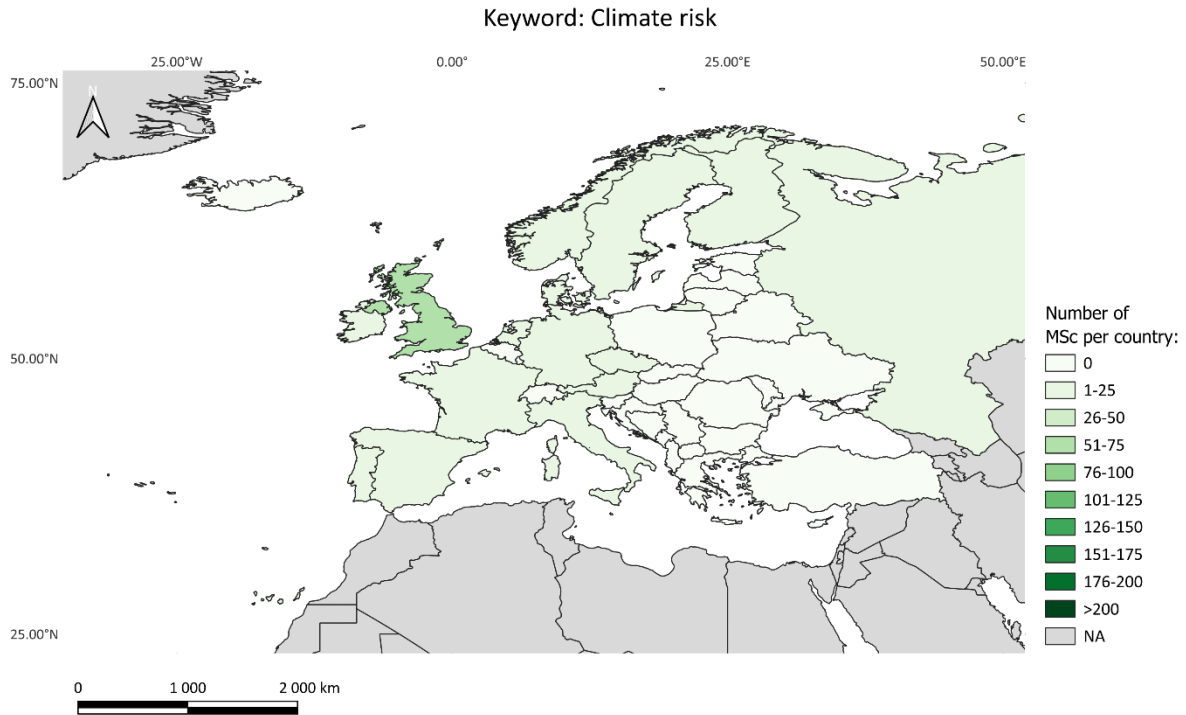 Keyword: Climate risk
25.00°W 0.00° 25.00°E 50.00°E
75.00°N
N
50.00°N
25.00°N
Number of
MSc per country:
0
1-25
26-50
51-75
76-100
101-125
126-150
151-175
176-200
>200
NA
0 1 000 2 000 km